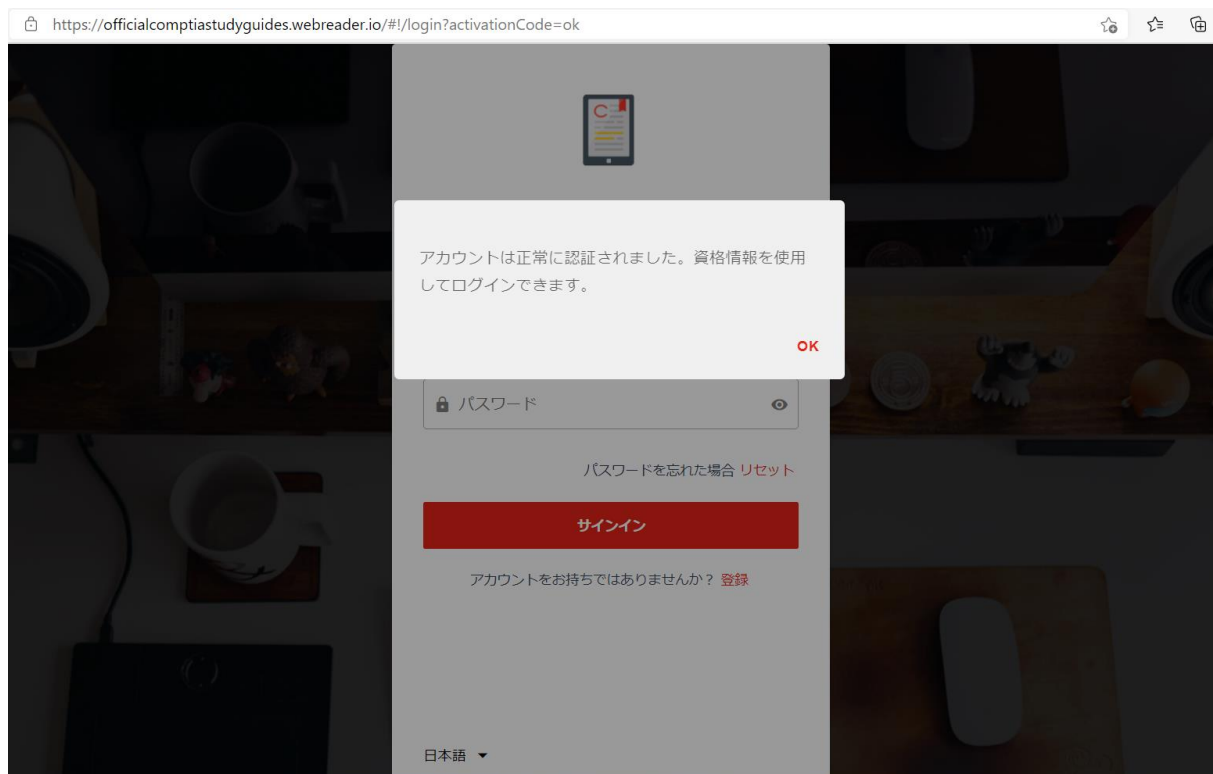 https://officialcomptiastudyguides.webreader.io/#!/login?activationCode=ok
C
アカウントは正常に認証されました。資格情報を使用
してログインできます。
OK
パスワード
パスワードを忘れた場合 リセット
サインイン
アカウントをお持ちではありませんか？ 登録
日本語